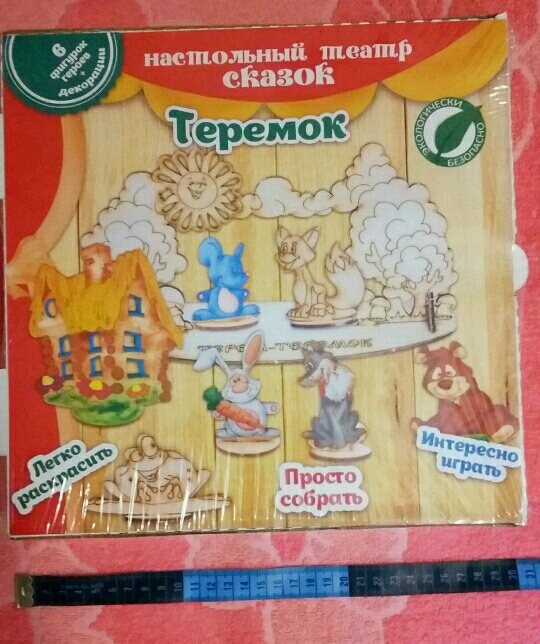 6
фигурок
героев
+
декорации
настольный театр
сказок
Теремок
ЭКОЛОГИЧЕСКИ
БЕЗОПАСНО
Легко
раскрасить
Просто
собрать
Интересно
играть